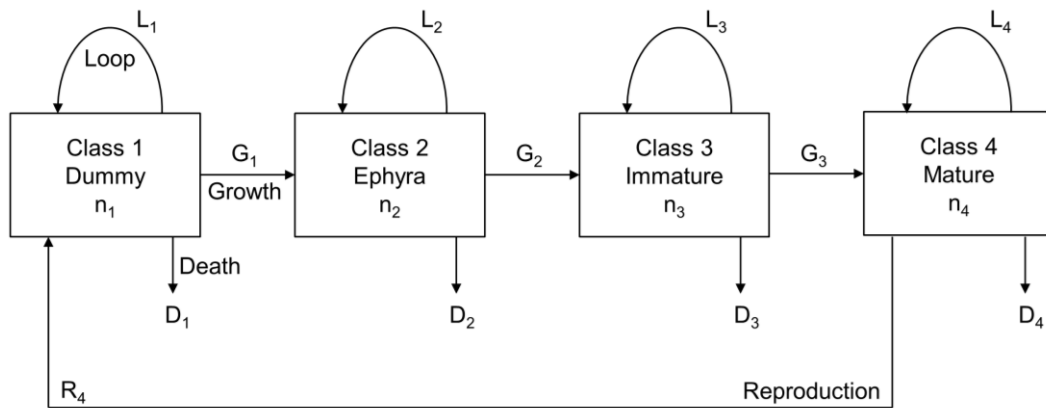 L₁
Loop
Class 1
Dummy
n₁
G₁
Growth
Death
D₁
L₂
Class 2
Ephyra
n₂
G₂
D₂
L₃
Class 3
Immature
n₃
G₃
D₃
L₄
Class 4
Mature
n₄
D₄
R₄
Reproduction